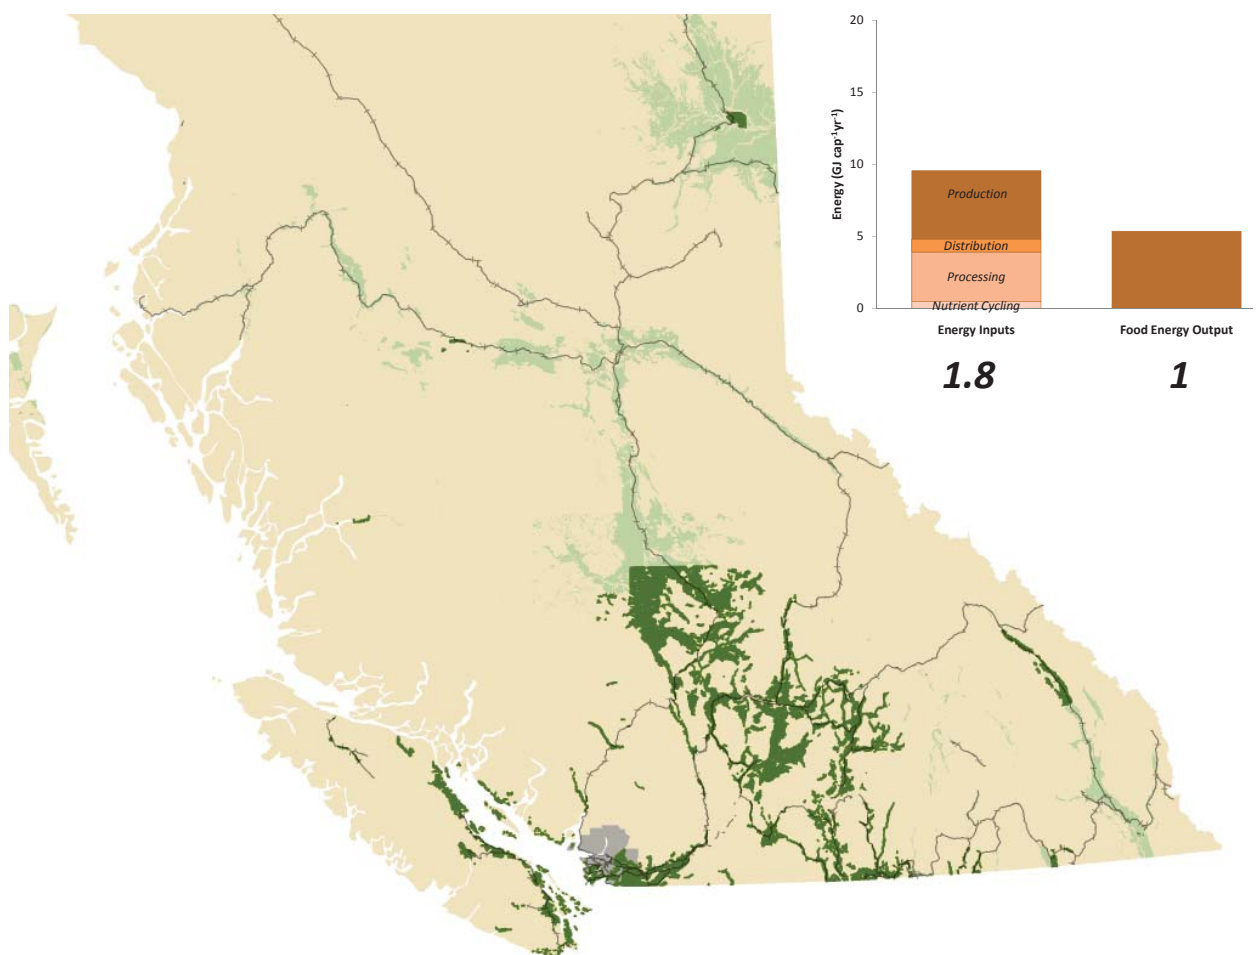 20
15
10
5
0
Energy (GJ cap⁻¹yr⁻¹)
Production
Distribution
Processing
Nutrient Cycling
Energy Inputs
Food Energy Output
1.8
1